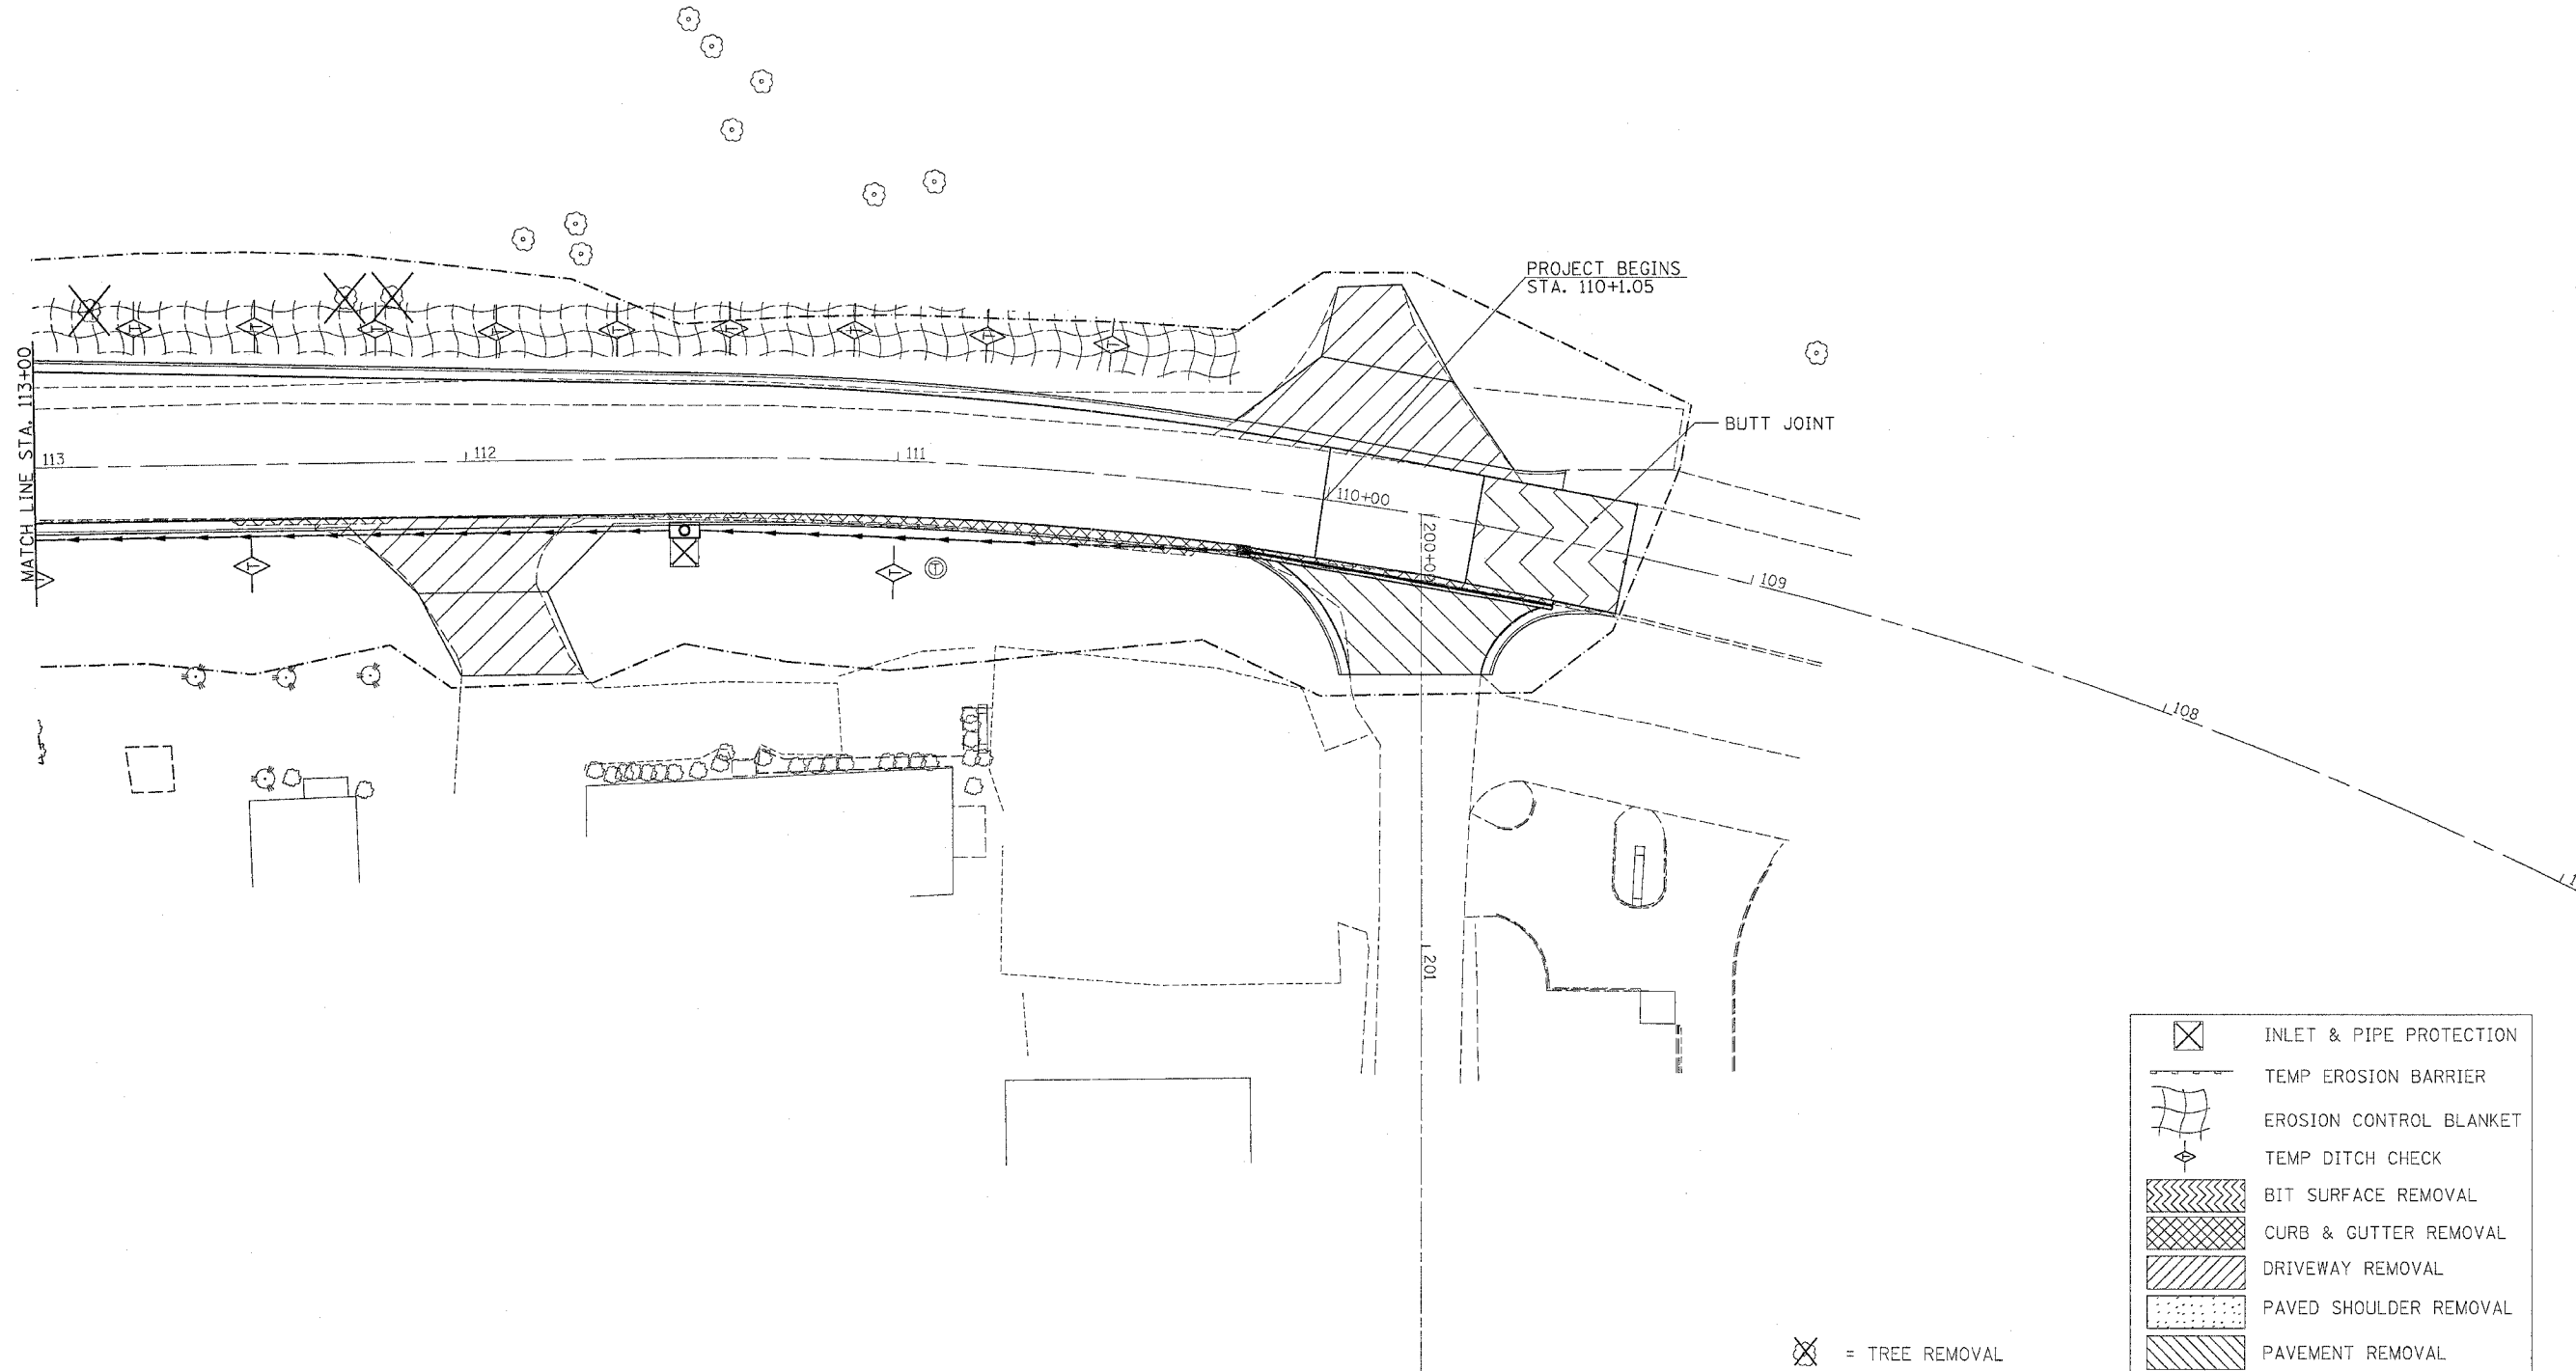 PROJECT BEGINS
STA. 110+1.05
BUTT JOINT
MATCH LINE STA. 113+00
113
112
111
110+00
109
108
200+00
201
T
INLET & PIPE PROTECTION
TEMP EROSION BARRIER
EROSION CONTROL BLANKET
TEMP DITCH CHECK
BIT SURFACE REMOVAL
CURB & GUTTER REMOVAL
DRIVEWAY REMOVAL
PAVED SHOULDER REMOVAL
PAVEMENT REMOVAL
= TREE REMOVAL